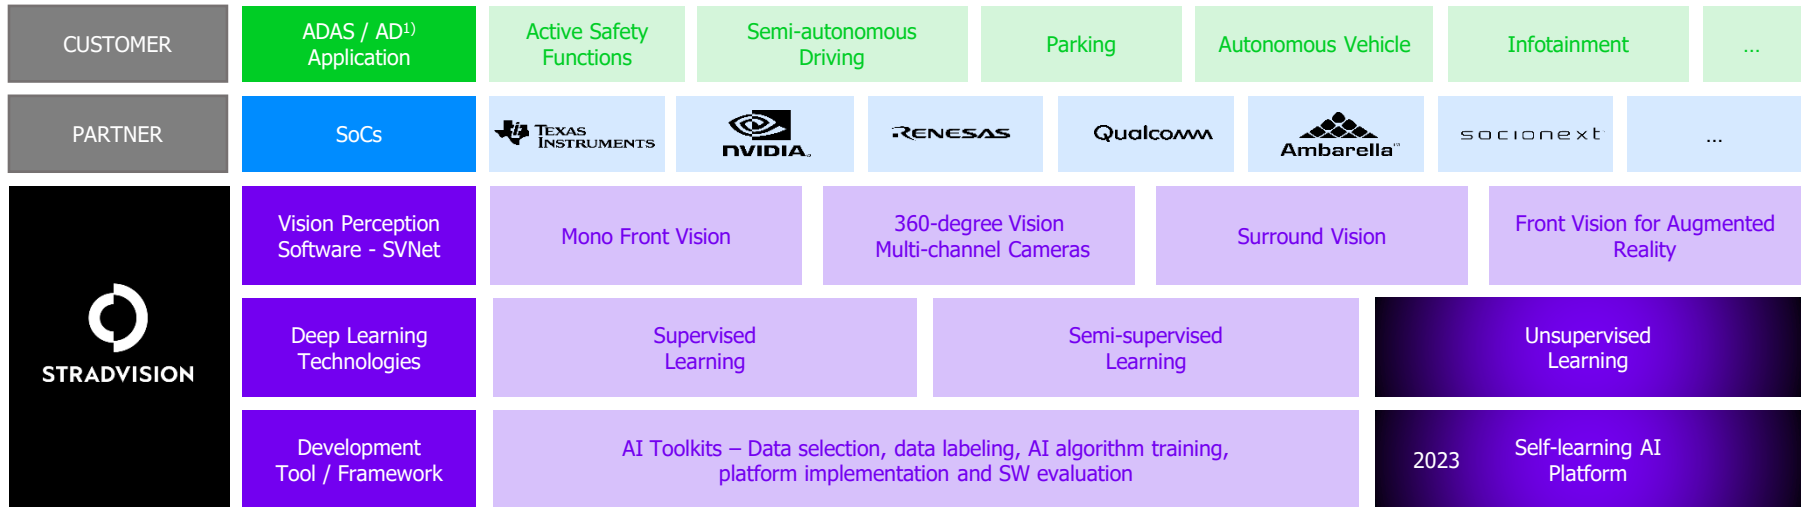 CUSTOMER
ADAS / AD1)
Application
Active Safety
Functions
Semi-autonomous
Driving
Parking
Autonomous Vehicle
Infotainment
...
PARTNER
SoCs
TEXAS
INSTRUMENTS
NVIDIA.
RENESAS
Qualcomm
Ambarella
socionext
...
STRADVISION
Vision Perception
Software - SVNet
Mono Front Vision
360-degree Vision
Multi-channel Cameras
Surround Vision
Front Vision for Augmented
Reality
Deep Learning
Technologies
Supervised
Learning
Semi-supervised
Learning
Unsupervised
Learning
Development
Tool / Framework
AI Toolkits – Data selection, data labeling, AI algorithm training,
platform implementation and SW evaluation
2023
Self-learning AI
Platform